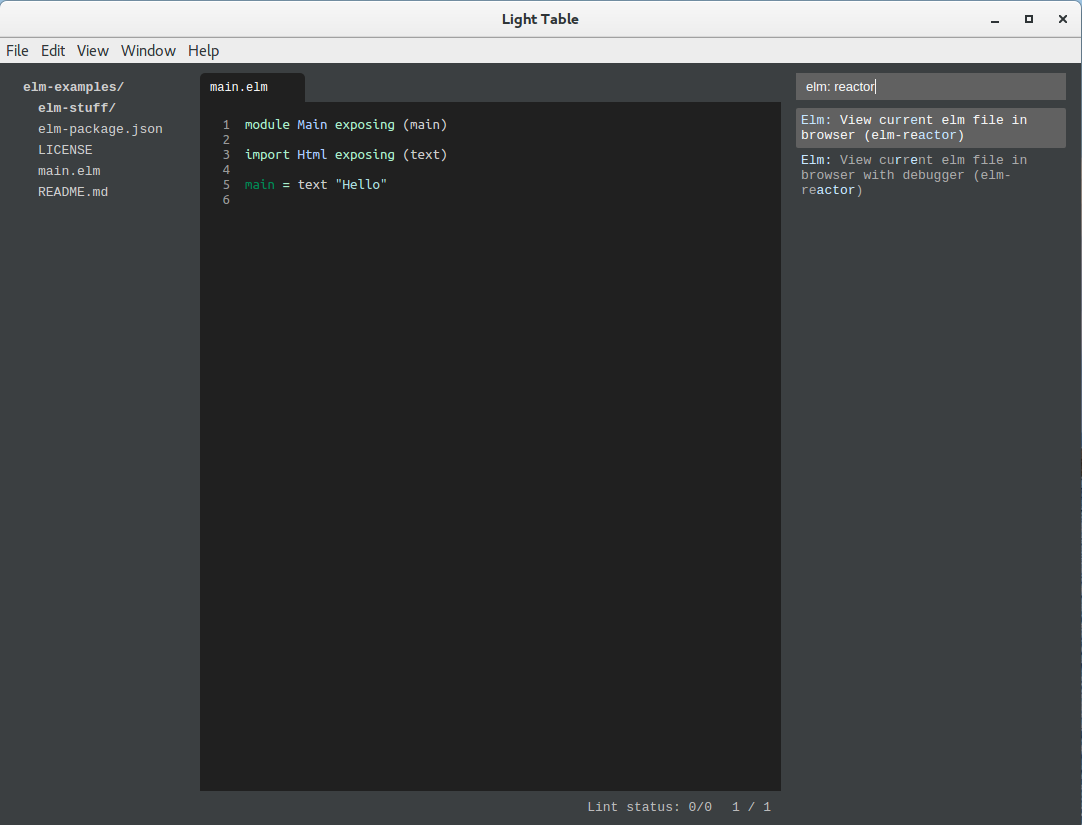 Light Table
File Edit View Window Help
elm-examples/
elm-stuff/
elm-package.json
LICENSE
main.elm
README.md
main.elm
1 module Main exposing (main)
2
3 import Html exposing (text)
4
5 main = text "Hello"
6
elm: reactor
Elm: View current elm file in
browser (elm-reactor)
Elm: View current elm file in
browser with debugger (elm-
reactor)
Lint status: 0/0 1 / 1